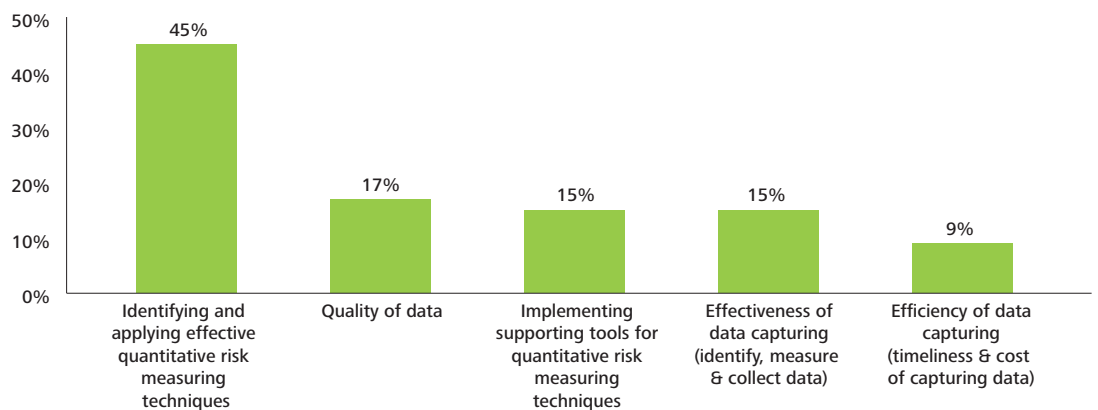 50%
45%
40%
30%
20%
17%
15%
15%
10%
9%
0%
Identifying and
applying effective
quantitative risk
measuring
techniques
Quality of data
Implementing
supporting tools for
quantitative risk
measuring
techniques
Effectiveness of
data capturing
(identify, measure
& collect data)
Efficiency of data
capturing
(timeliness & cost
of capturing data)